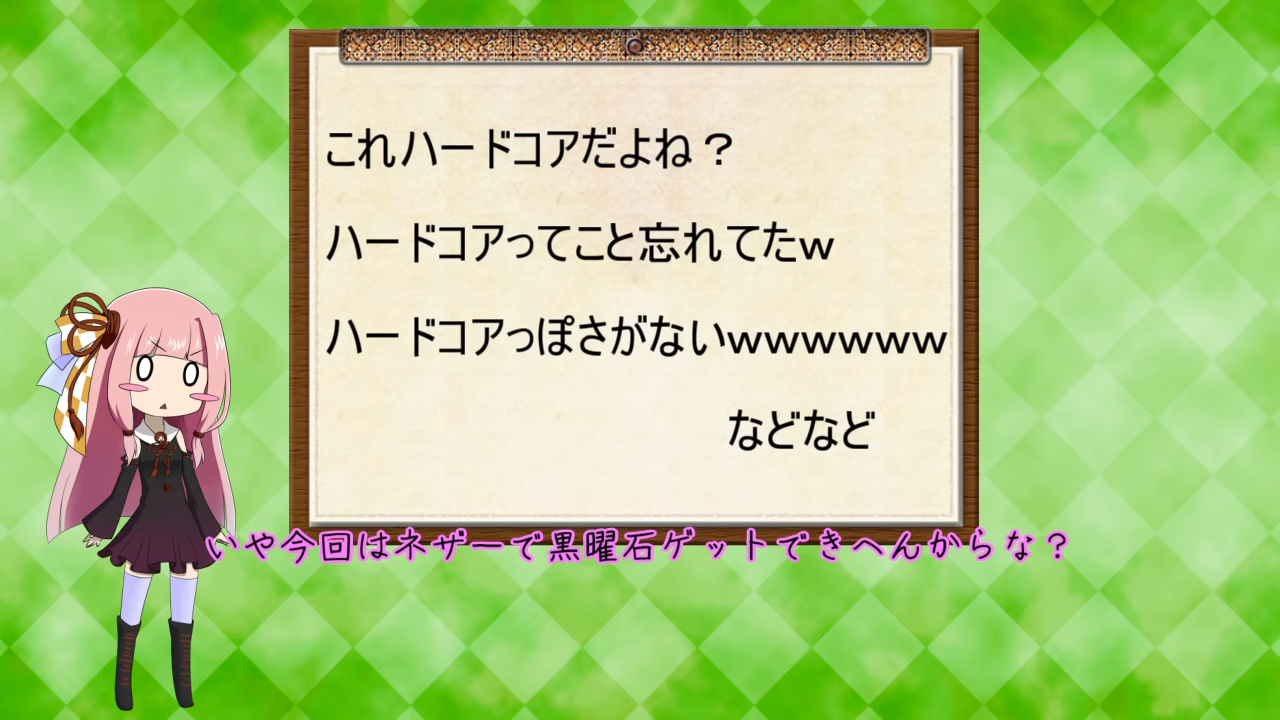 これハードコアだよね？
ハードコアってこと忘れてたw
ハードコアっぽさがないwwwwww
などなど
いや今回はネザーで黒曜石ゲットできへんからな？